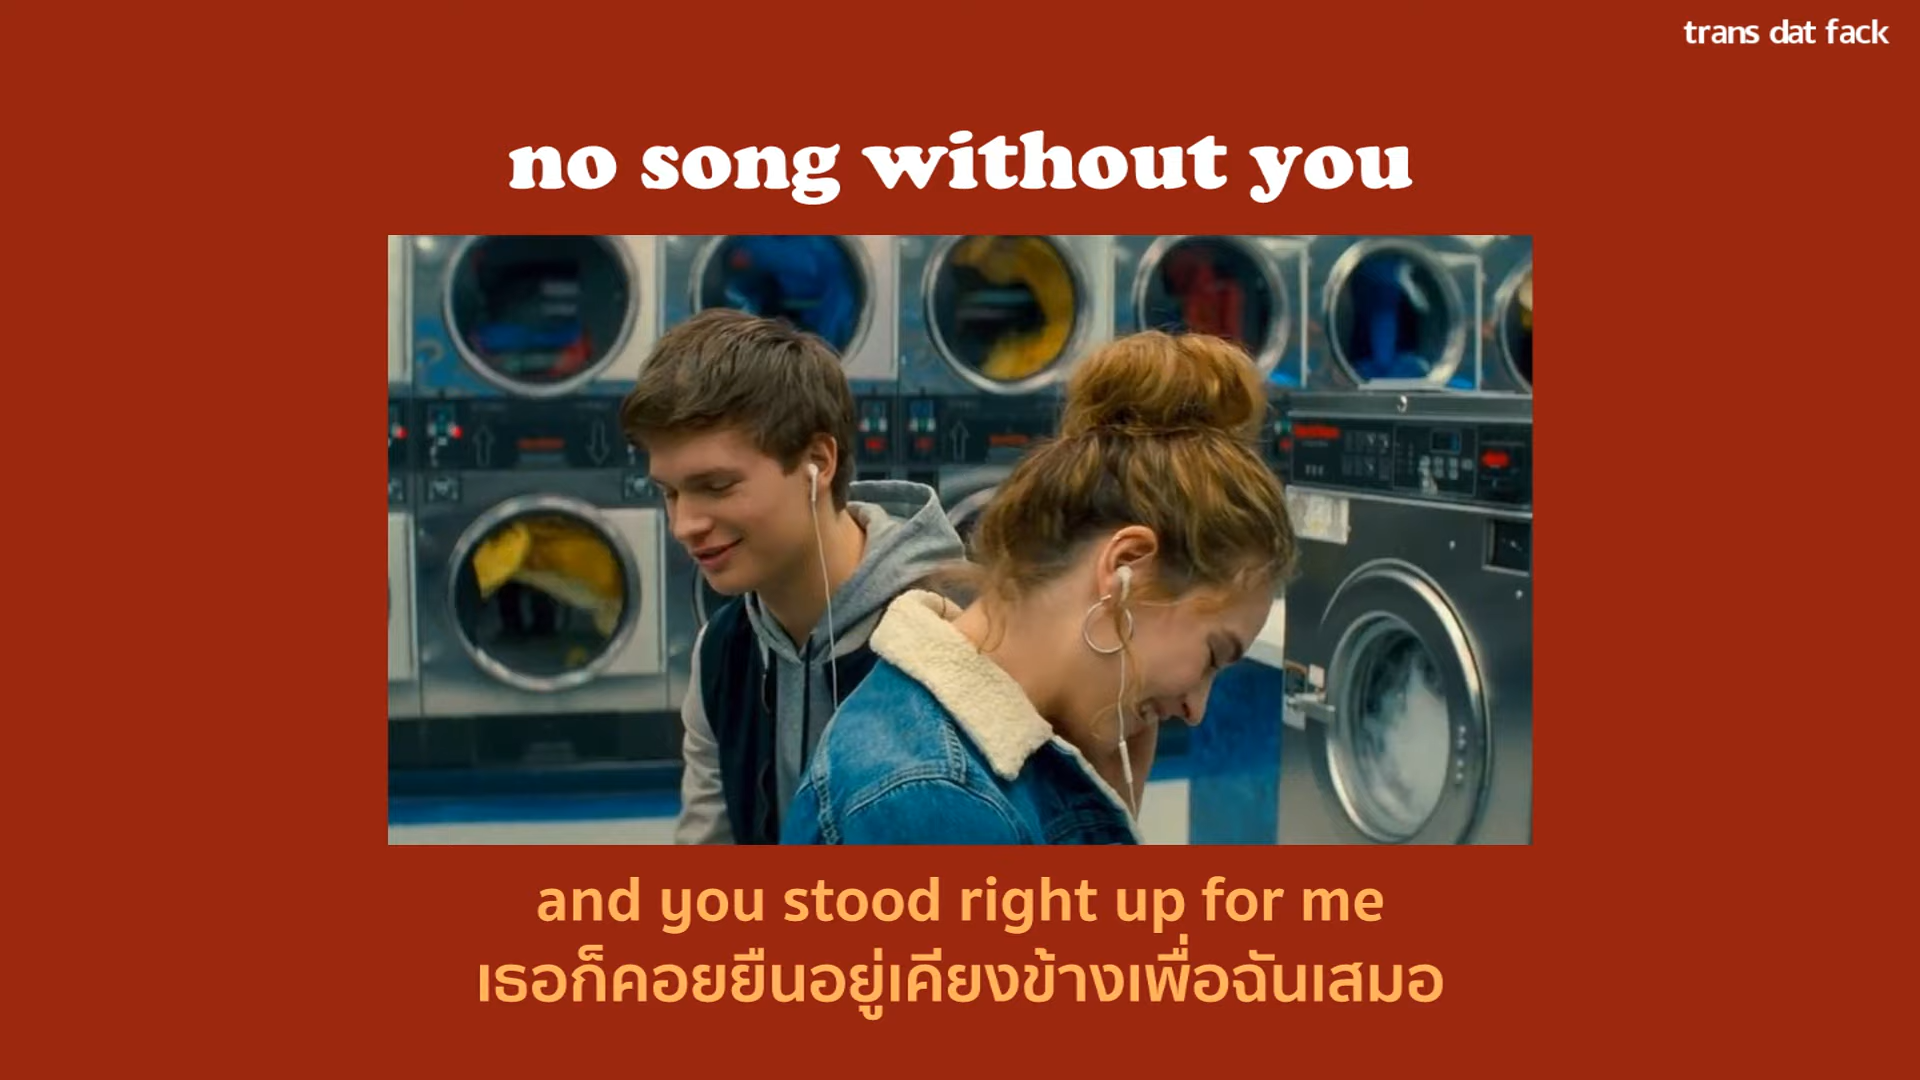 trans dat fack
no song without you
and you stood right up for me
เธอก็คอยยืนอยู่เคียงข้างเพื่อฉันเสมอ